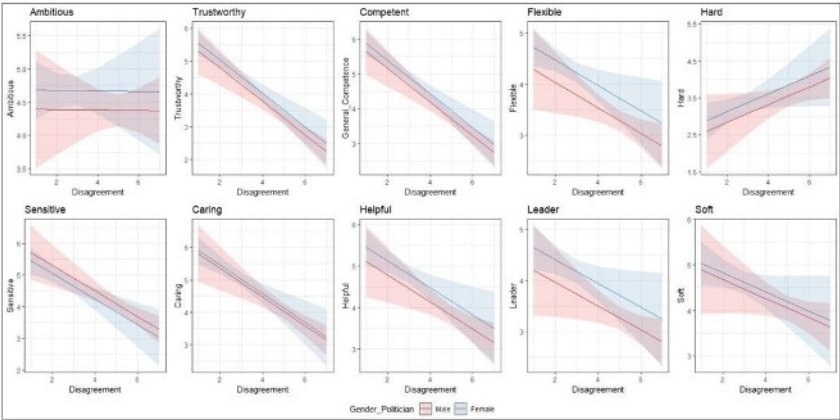 Ambitious Trustworthy Competent Flexible Hard
5.5
5.0
4.5
4.0
3.5
Ambitious
2 4 6
Disagreement
6
5
4
3
2
Trustworthy
2 4 6
Disagreement
6
5
4
3
General_Competence
2 4 6
Disagreement
5
4
3
Flexible
2 4 6
Disagreement
5.5
4.5
3.5
2.5
1.5
Hard
2 4 6
Disagreement
Sensitive Caring Helpful Leader Soft
6
5
4
3
2
Sensitive
2 4 6
Disagreement
6
5
4
3
Caring
2 4 6
Disagreement
6
5
4
3
Helpful
2 4 6
Disagreement
5
4
3
Leader
2 4 6
Disagreement
6
5
4
3
Soft
2 4 6
Disagreement
Gender_Politician Male Female